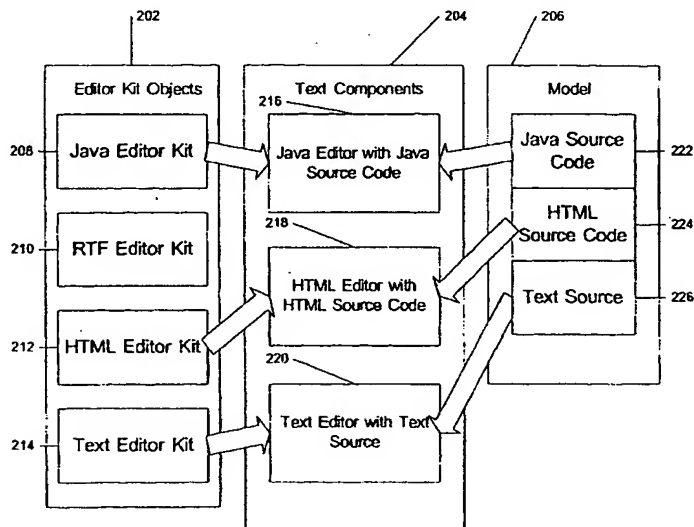 202
204
206
Editor Kit Objects
Text Components
Model
216
208
Java Editor Kit
Java Editor with Java
Source Code
Java Source
Code
222
218
HTML
Source Code
224
210
RTF Editor Kit
HTML Editor with
HTML Source Code
Text Source
226
212
HTML Editor Kit
220
214
Text Editor Kit
Text Editor with Text
Source